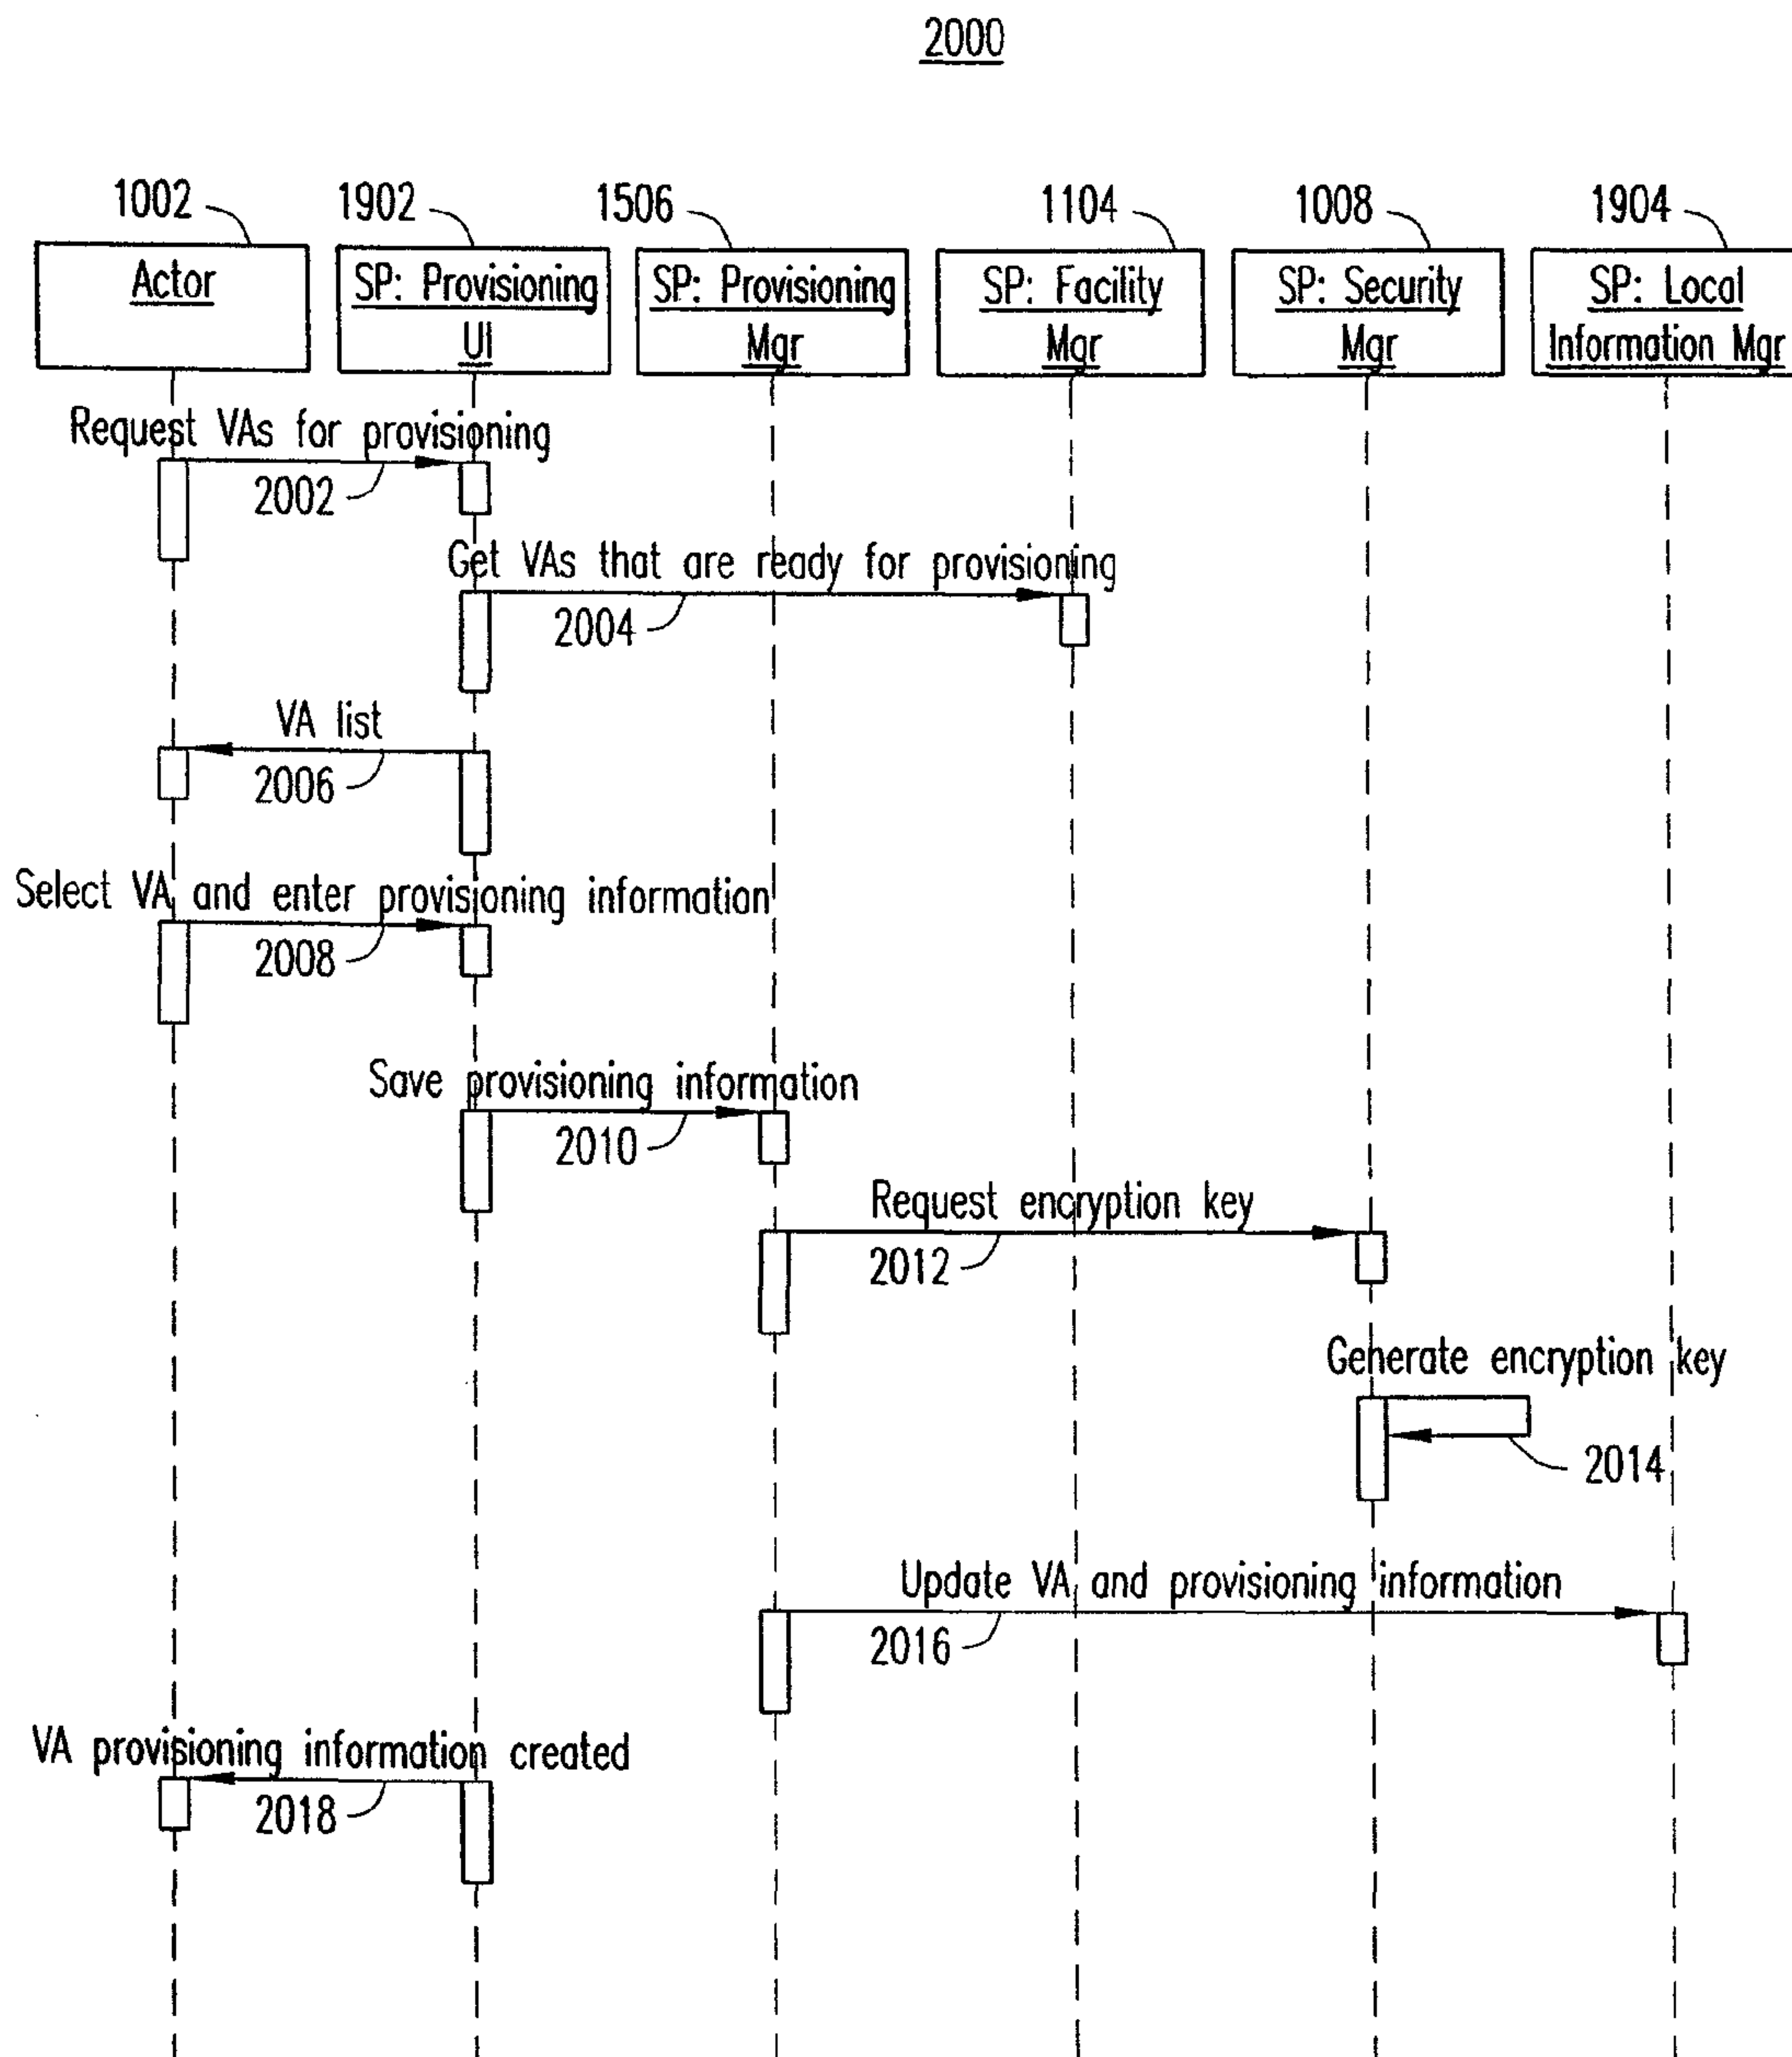 2000
1002
1902
1506
1104
1008
1904
Actor
SP: Provisioning
UI
SP: Provisioning
Mgr
SP: Facility
Mgr
SP: Security
Mgr
SP: Local
Information Mgr
Request VAs for provisioning
2002
Get VAs that are ready for provisioning
2004
VA list
2006
Select VA and enter provisioning information
2008
Save provisioning information
2010
Request encryption key
2012
Generate encryption key
2014
Update VA and provisioning information
2016
VA provisioning information created
2018